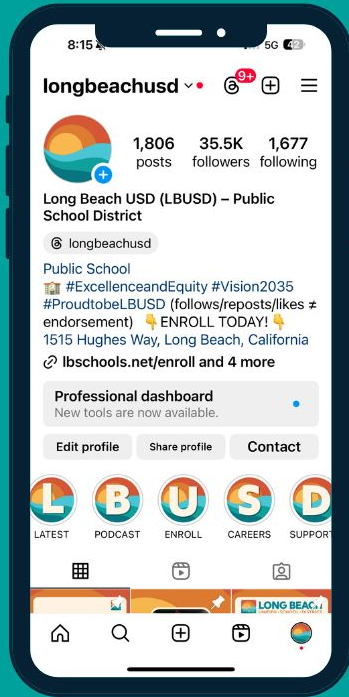 8:15
5G 42
longbeachusd
9+
1,806 35.5K 1,677
posts followers following
Long Beach USD (LBUSD) – Public
School District
longbeachusd
Public School
🏫 #ExcellenceandEquity #Vision2035
#ProudtobeLBUSD (follows/reposts/likes ≠
endorsement) 👇ENROLL TODAY!👇
1515 Hughes Way, Long Beach, California
lbschools.net/enroll and 4 more
Professional dashboard
New tools are now available.
Edit profile Share profile Contact
L B U S D
LATEST PODCAST ENROLL CAREERS SUPPORT
LONG BEAC